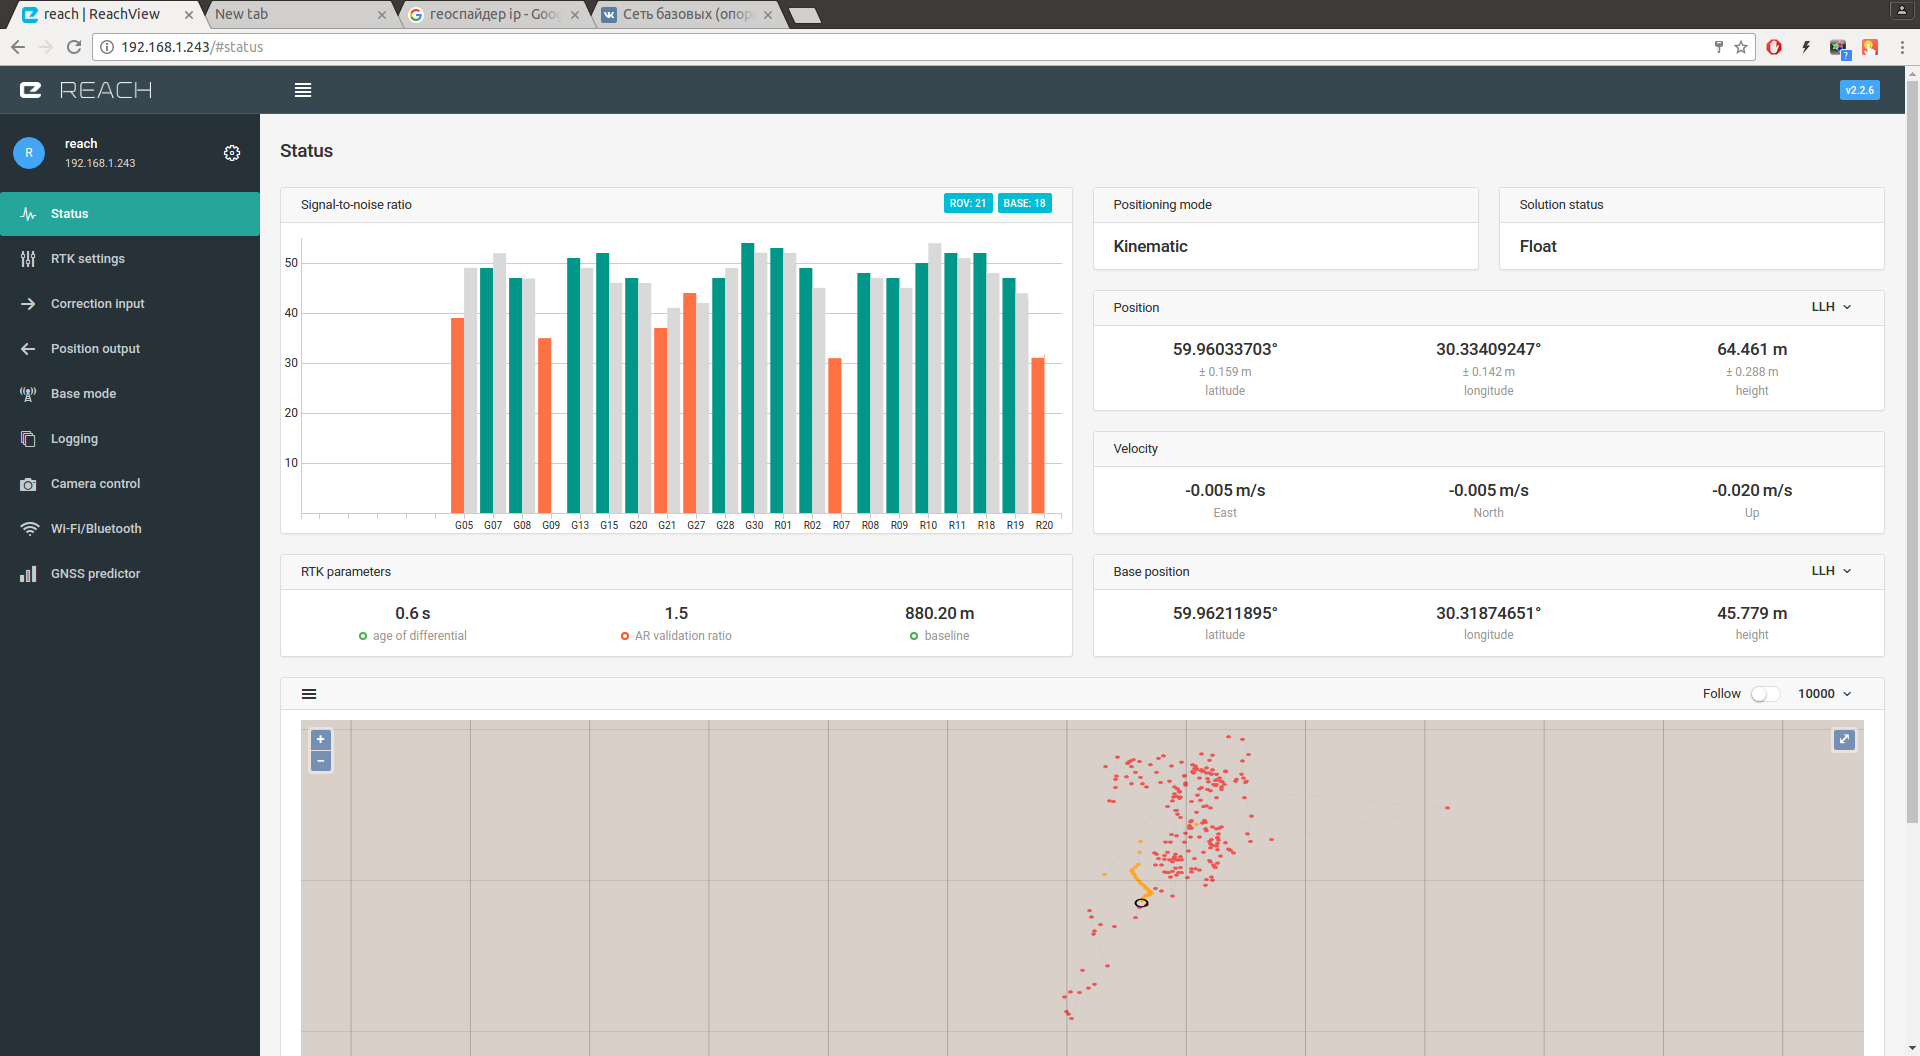 reach | ReachView
New tab
геоспайдер ip - Goo
Сеть базовых (опор
192.168.1.243/#status
REACH
v2.2.6
R
reach
192.168.1.243
Status
RTK settings
Correction input
Position output
Base mode
Logging
Camera control
Wi-Fi/Bluetooth
GNSS predictor
Status
Signal-to-noise ratio
ROV: 21 BASE: 18
50
40
30
20
10
G05 G07 G08 G09 G13 G15 G20 G21 G27 G28 G30 R01 R02 R07 R08 R09 R10 R11 R18 R19 R20
Positioning mode
Kinematic
Solution status
Float
Position LLH
59.96033703° 30.33409247° 64.461 m
± 0.159 m ± 0.142 m ± 0.288 m
latitude longitude height
Velocity
-0.005 m/s -0.005 m/s -0.020 m/s
East North Up
RTK parameters
0.6 s 1.5 880.20 m
age of differential AR validation ratio baseline
Base position LLH
59.96211895° 30.31874651° 45.779 m
latitude longitude height
Follow 10000
+
−